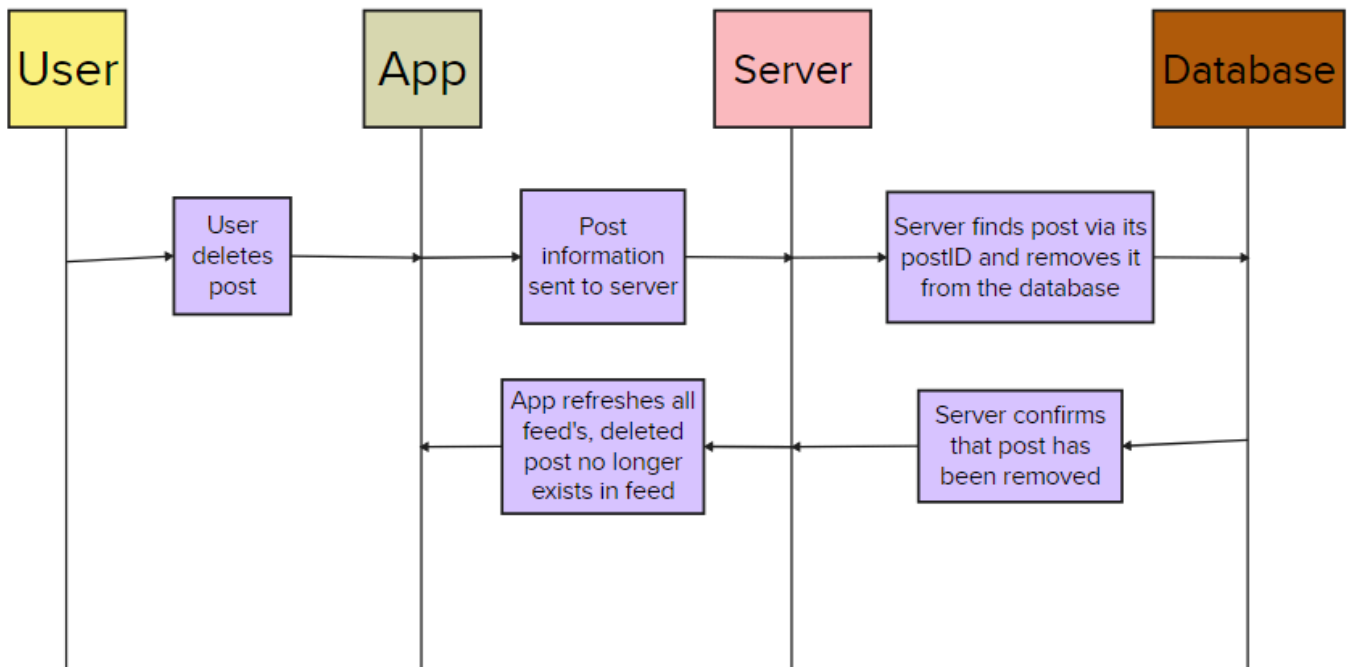 User
App
Server
Database
User
deletes
post
Post
information
sent to server
Server finds post via its
postID and removes it
from the database
App refreshes all
feed's, deleted
post no longer
exists in feed
Server confirms
that post has
been removed